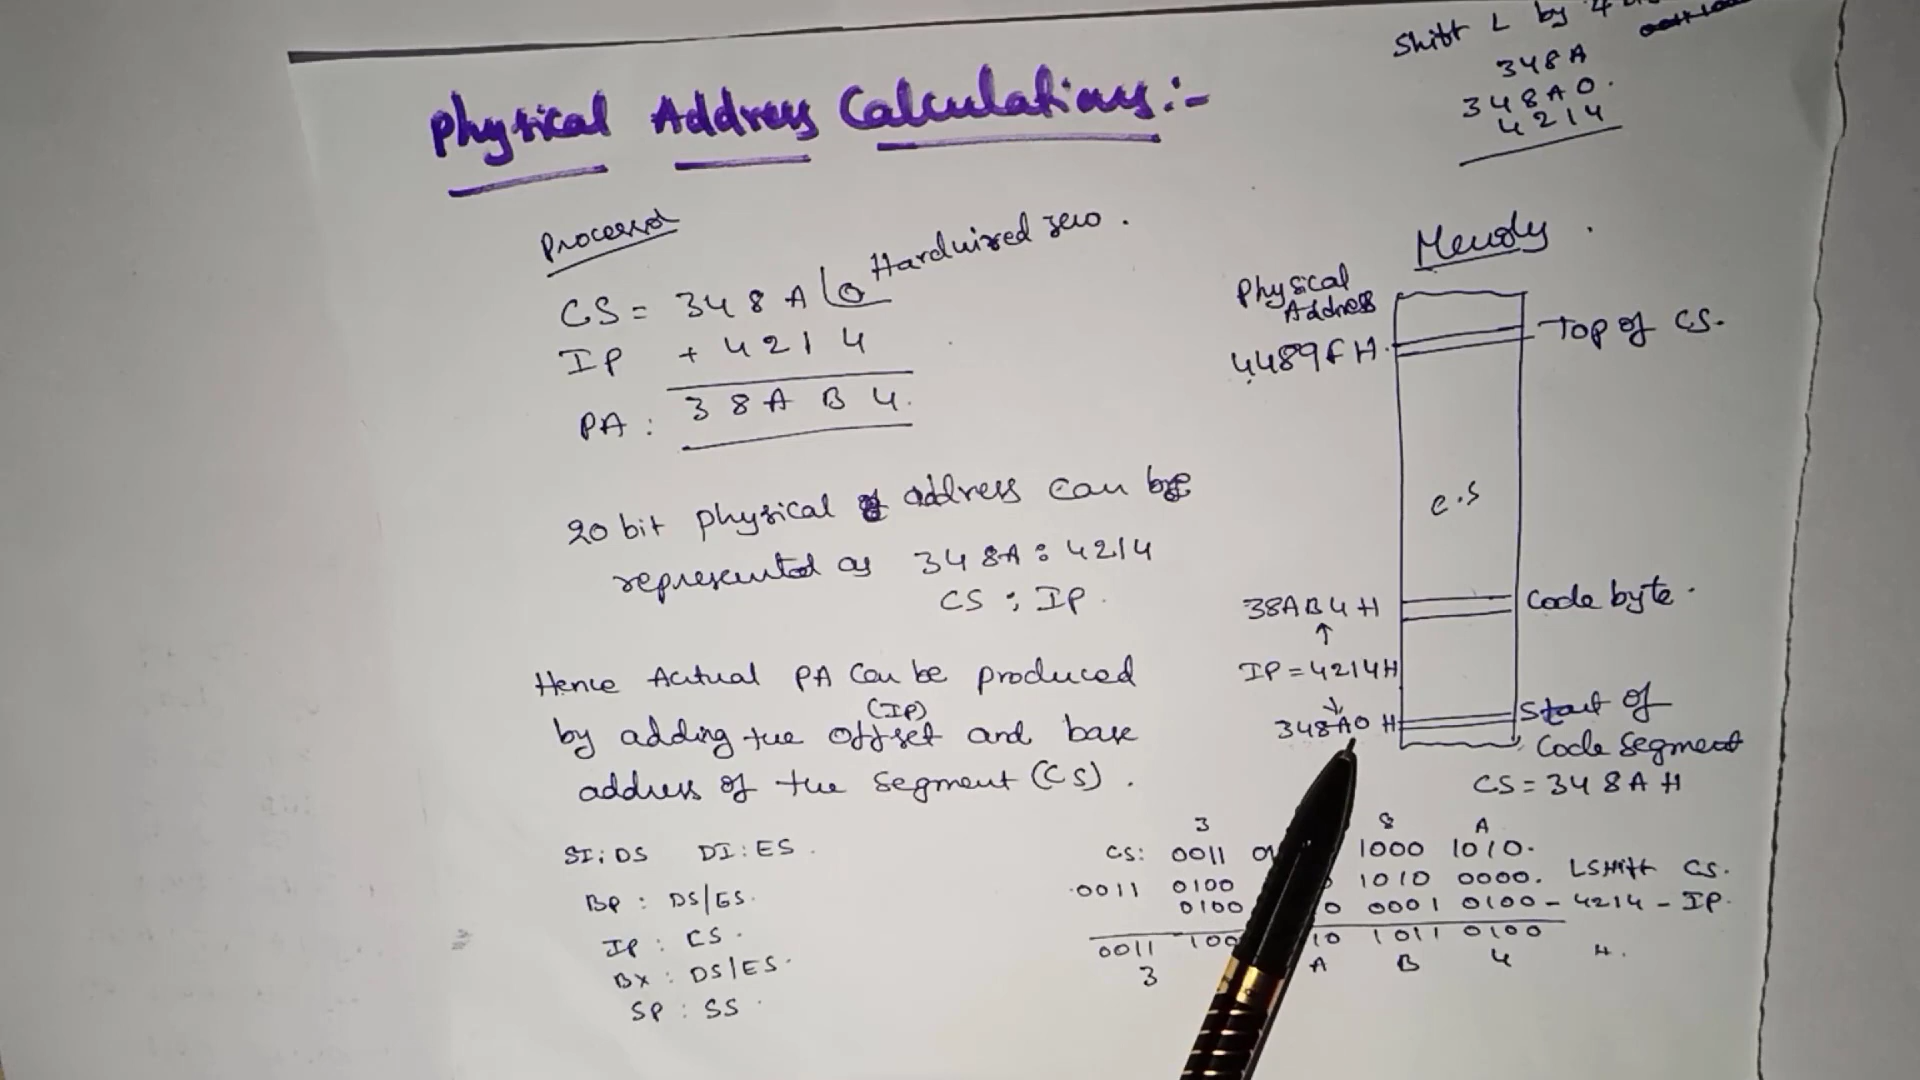 Physical Address Calculations:-
Shift L by 4
348A
348A0.
4214
Processor
CS = 348A 0 Hardwired zero.
IP + 4214
PA : 38AB4.
20 bit physical address can be
represented as 348A : 4214
CS : IP.
Hence Actual PA Can be produced
(IP)
by adding the offset and base
address of the segment (CS).
SI : DS DI : ES.
BP : DS/ES.
IP : CS.
BX : DS/ES.
SP : SS.
Memory.
Physical
Address
4489FH. Top of CS.
C.S
38AB4H Code byte.
↑
IP = 4214H
↓
348A0H Start of
Code Segment
CS = 348AH
3 8 A
CS: 0011 1000 1010.
0011 0100 1010 0000. LShift CS.
0100 0001 0100 - 4214 - IP.
0011 100 10 1011 0100
3 A B 4 H.